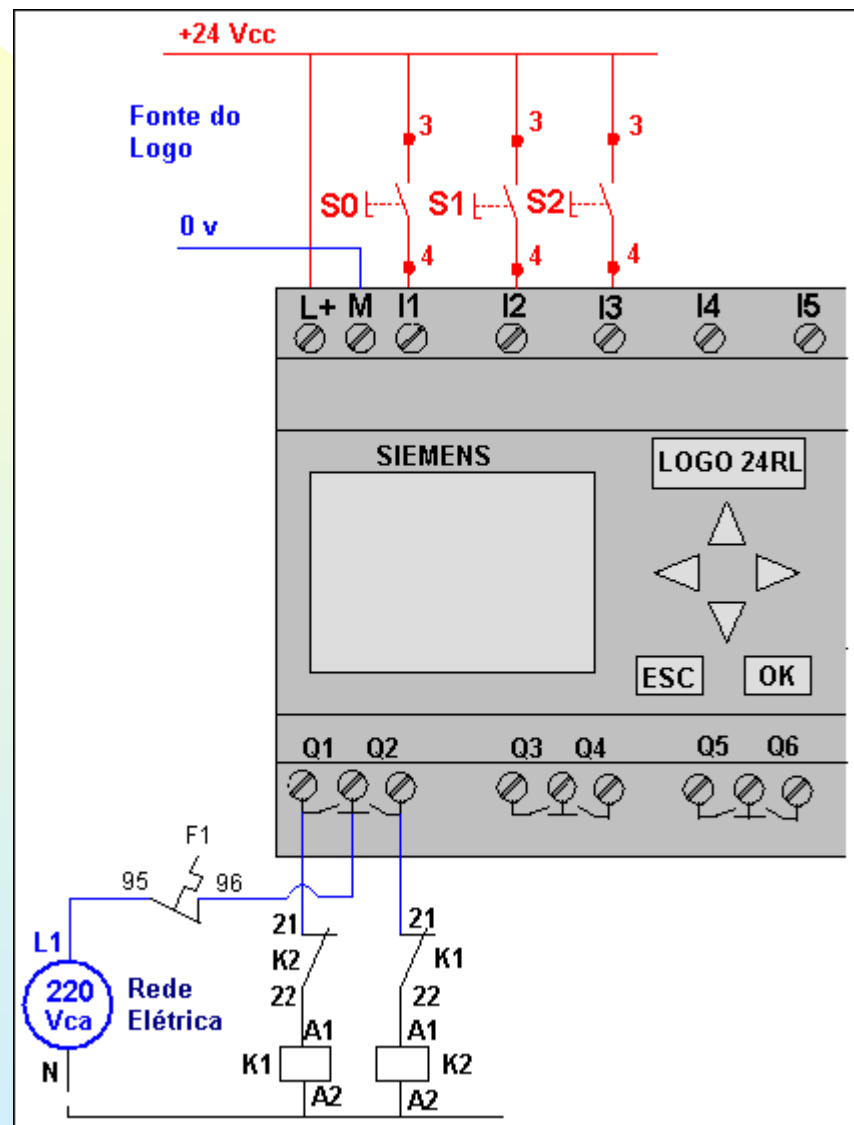 +24 Vcc
Fonte do
Logo
3 3 3
S0 S1 S2
0 v
4 4 4
L+ M I1 I2 I3 I4 I5
SIEMENS
LOGO 24RL
ESC OK
Q1 Q2 Q3 Q4 Q5 Q6
F1
95 96
21 21
L1 K2 K1
220
Vca
Rede
Elétrica
22 22
A1 A1
N K1 K2
A2 A2